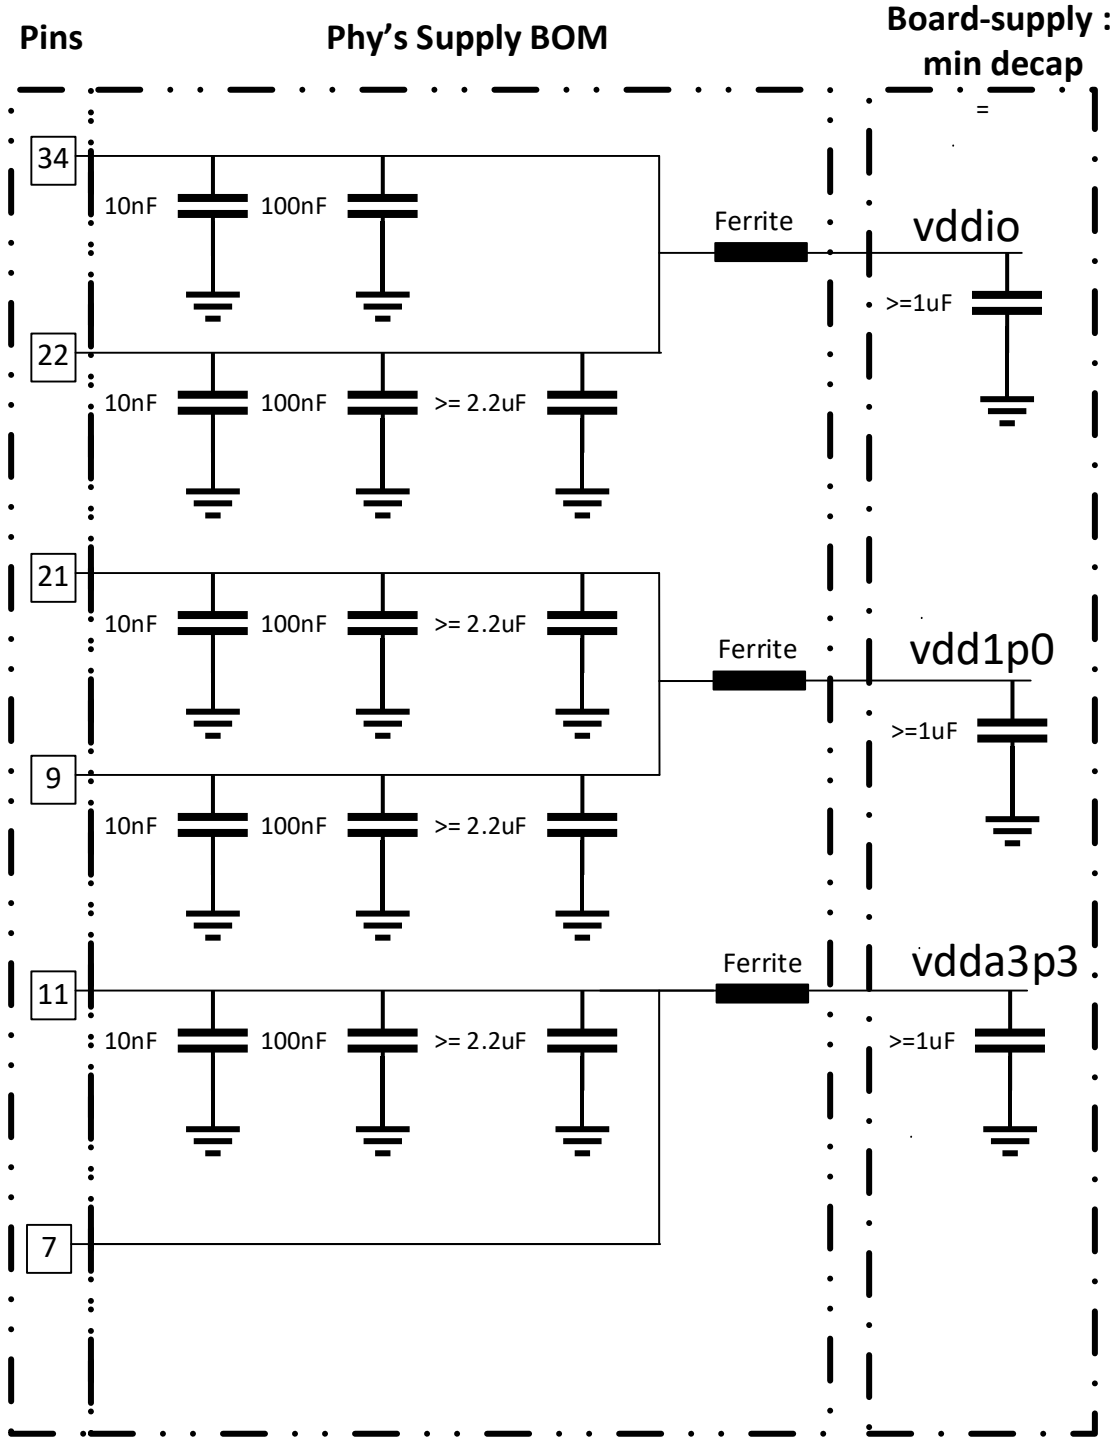 Pins
Phy's Supply BOM
Board-supply :
min decap
=
34
10nF
100nF
Ferrite
vddio
>=1uF
22
10nF
100nF
>= 2.2uF
21
10nF
100nF
>= 2.2uF
Ferrite
vdd1p0
>=1uF
9
10nF
100nF
>= 2.2uF
11
Ferrite
vdda3p3
10nF
100nF
>= 2.2uF
>=1uF
7